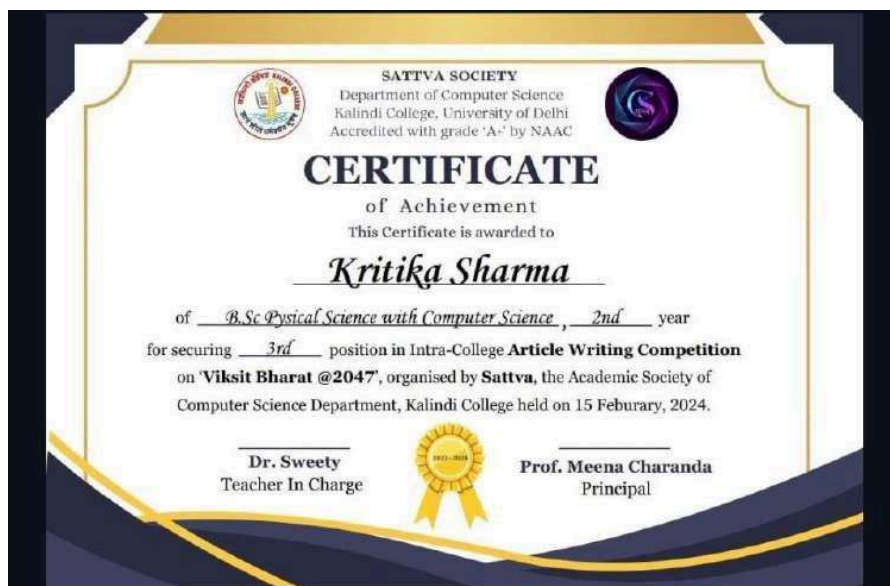 SATTVA SOCIETY
Department of Computer Science
Kalindi College, University of Delhi
Accredited with grade 'A+' by NAAC
CERTIFICATE
of Achievement
This Certificate is awarded to
Kritika Sharma
of B.Sc Pysical Science with Computer Science , 2nd year
for securing 3rd position in Intra-College Article Writing Competition
on 'Viksit Bharat @2047', organised by Sattva, the Academic Society of
Computer Science Department, Kalindi College held on 15 Feburary, 2024.
2023-2024
Dr. Sweety
Teacher In Charge
Prof. Meena Charanda
Principal